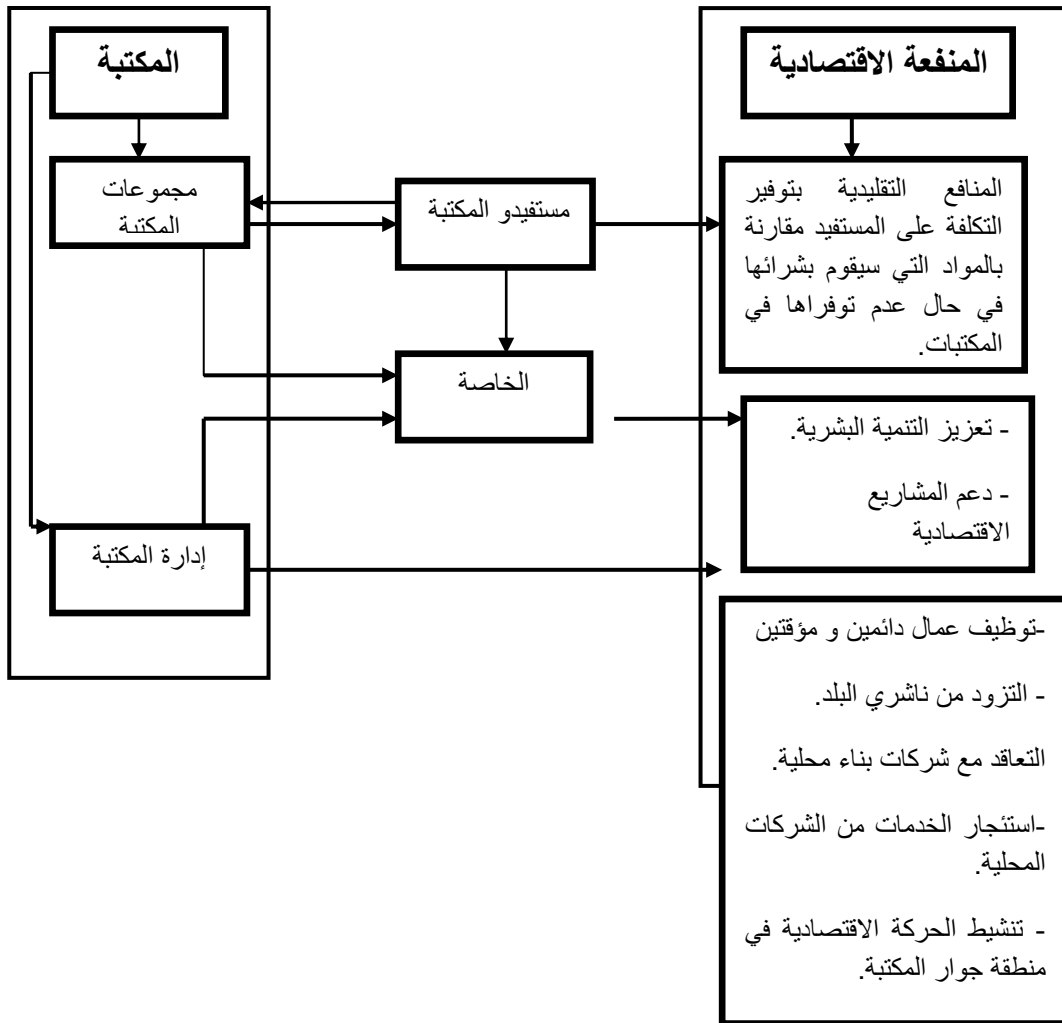 المكتبة
المنفعة الاقتصادية
مجموعات
المكتبة
مستفيدو المكتبة
المنافع التقليدية بتوفير
التكلفة على المستفيد مقارنة
بالمواد التي سيقوم بشرائها
في حال عدم توفراها في
المكتبات.
الخاصة
- تعزيز التنمية البشرية.
- دعم المشاريع
الاقتصادية
إدارة المكتبة
-توظيف عمال دائمين و مؤقتين
- التزود من ناشري البلد.
التعاقد مع شركات بناء محلية.
-استئجار الخدمات من الشركات
المحلية.
- تنشيط الحركة الاقتصادية في
منطقة جوار المكتبة.